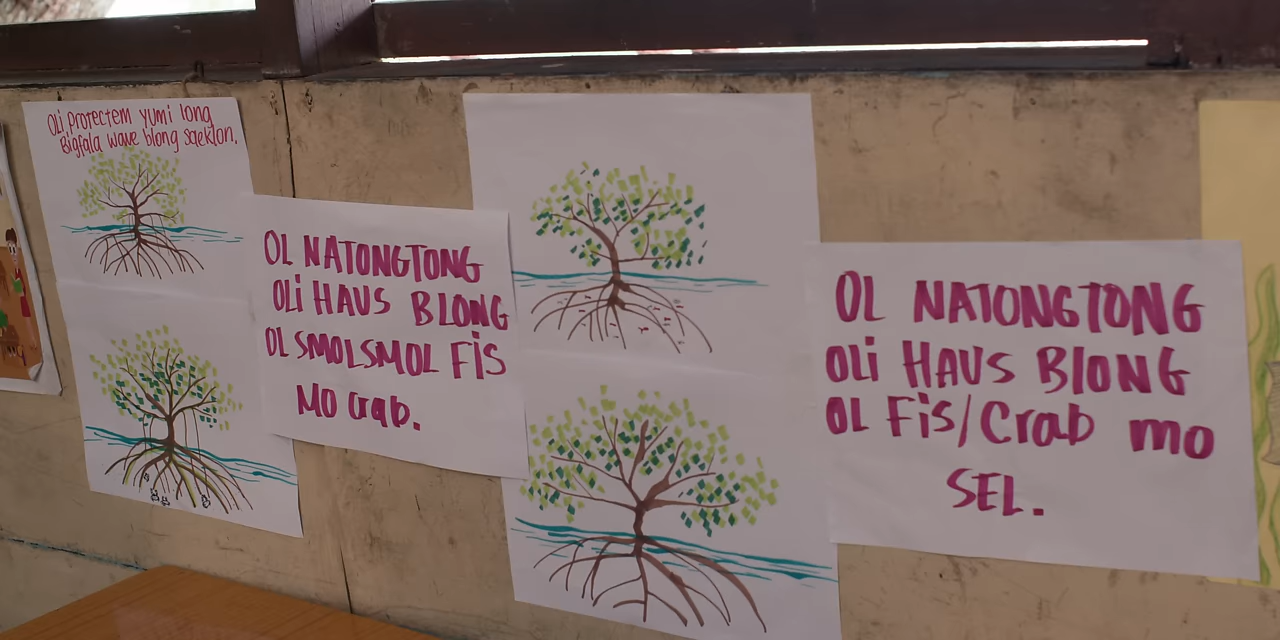 Oli protectem yumi long
Bigfala wave blong saeklon.
OL NATONGTONG
OLi HAUS BLONG
OL SMOLSMOL FiS
MO crab.
OL NATONGTONG
OLi HAUS BlONG
OL Fis/Crab mo
SEL.